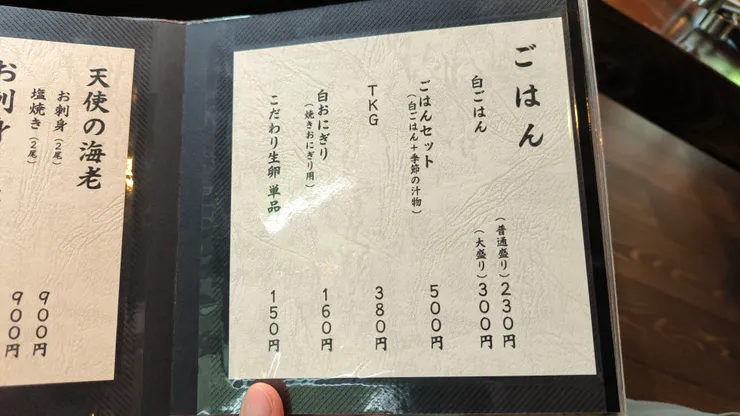 ごはん
白ごはん
(普通盛り)230円
(大盛り)300円
ごはんセット 500円
(白ごはん+季節の汁物)
TKG 380円
白おにぎり 160円
(焼きおにぎり用)
こだわり生卵 単品 150円
天使の海老
お刺身(2尾) 900円
塩焼き(2尾) 900円
お刺身